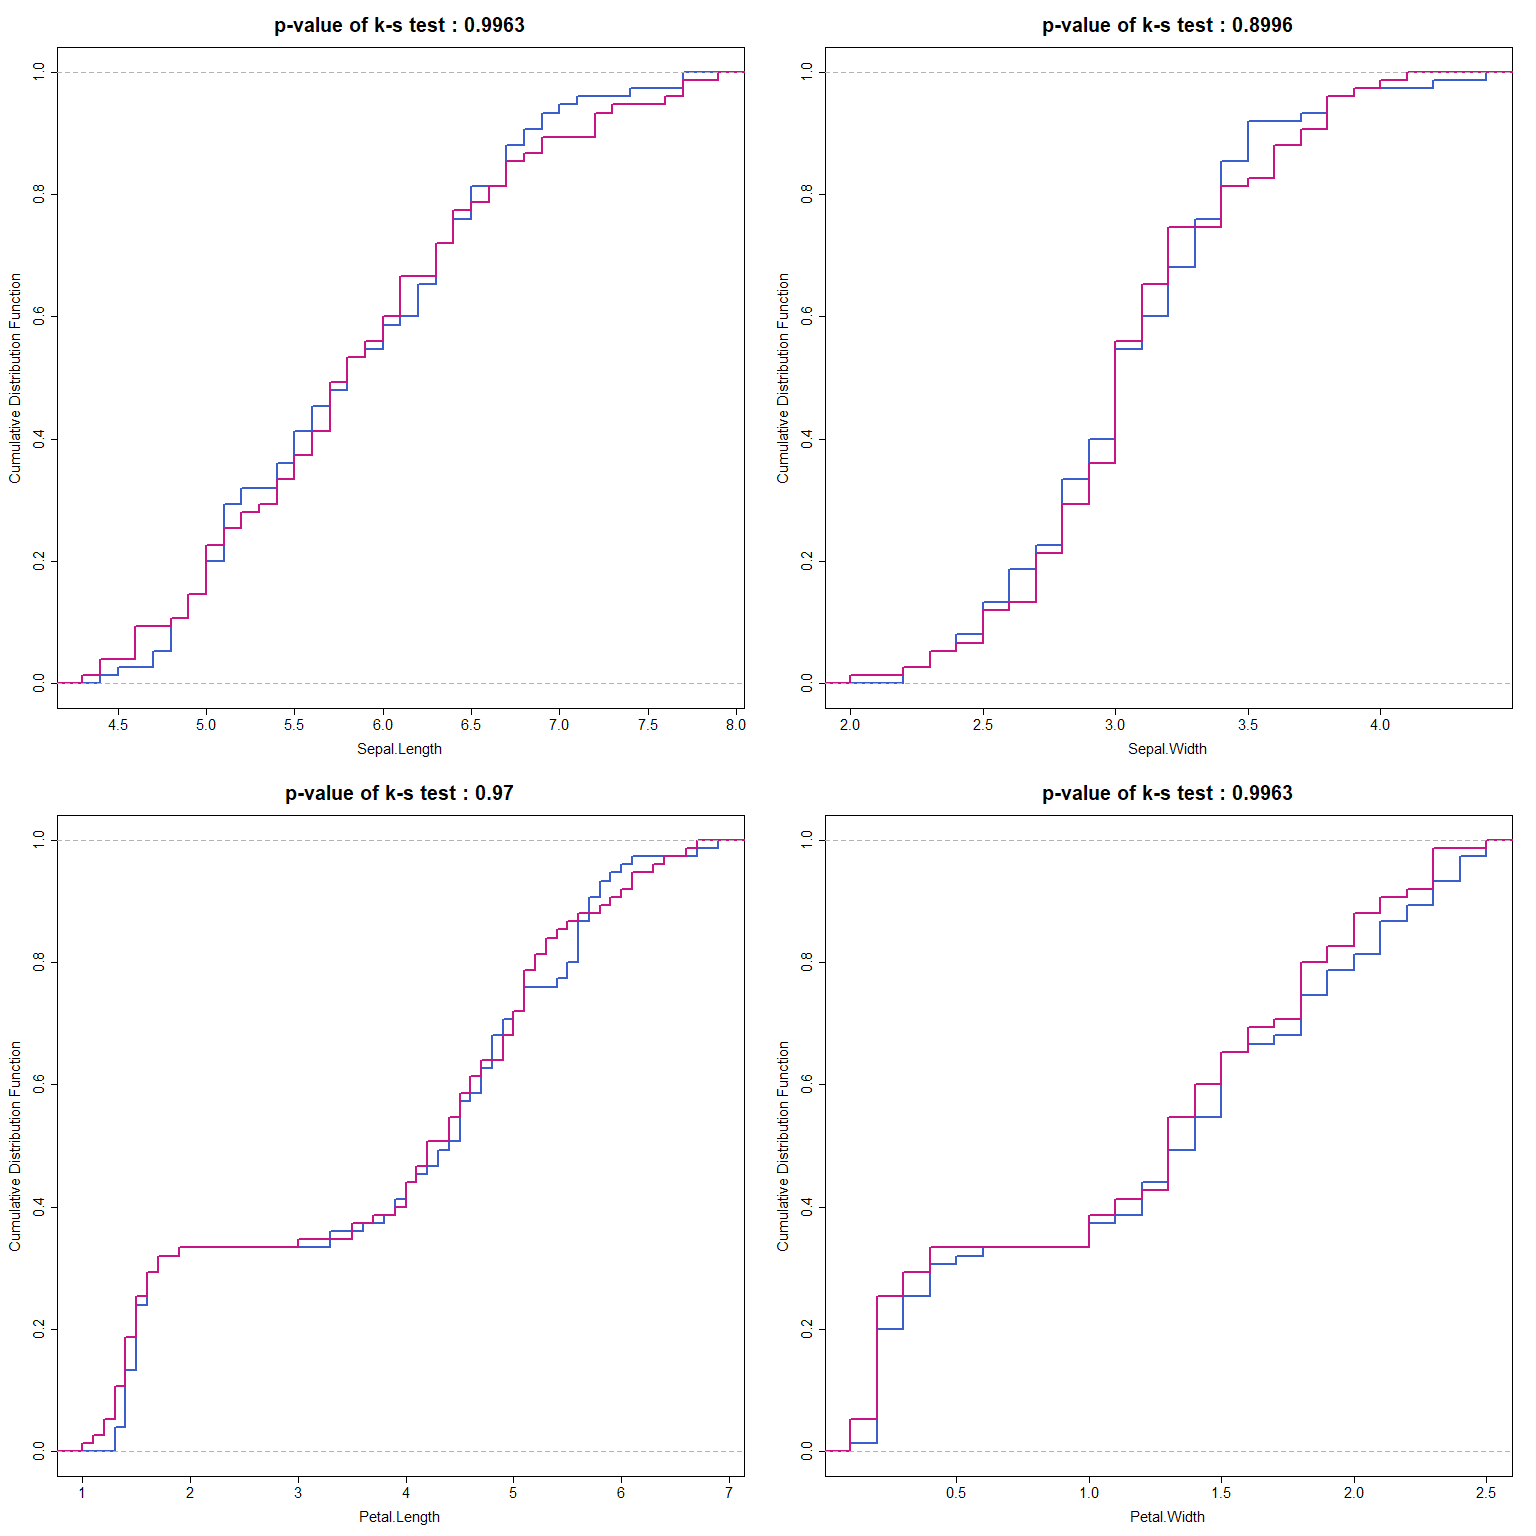 p-value of k-s test : 0.9963
Cumulative Distribution Function
0.0 0.2 0.4 0.6 0.8 1.0
4.5 5.0 5.5 6.0 6.5 7.0 7.5 8.0
Sepal.Length
p-value of k-s test : 0.8996
Cumulative Distribution Function
0.0 0.2 0.4 0.6 0.8 1.0
2.0 2.5 3.0 3.5 4.0
Sepal.Width
p-value of k-s test : 0.97
Cumulative Distribution Function
0.0 0.2 0.4 0.6 0.8 1.0
1 2 3 4 5 6 7
Petal.Length
p-value of k-s test : 0.9963
Cumulative Distribution Function
0.0 0.2 0.4 0.6 0.8 1.0
0.5 1.0 1.5 2.0 2.5
Petal.Width